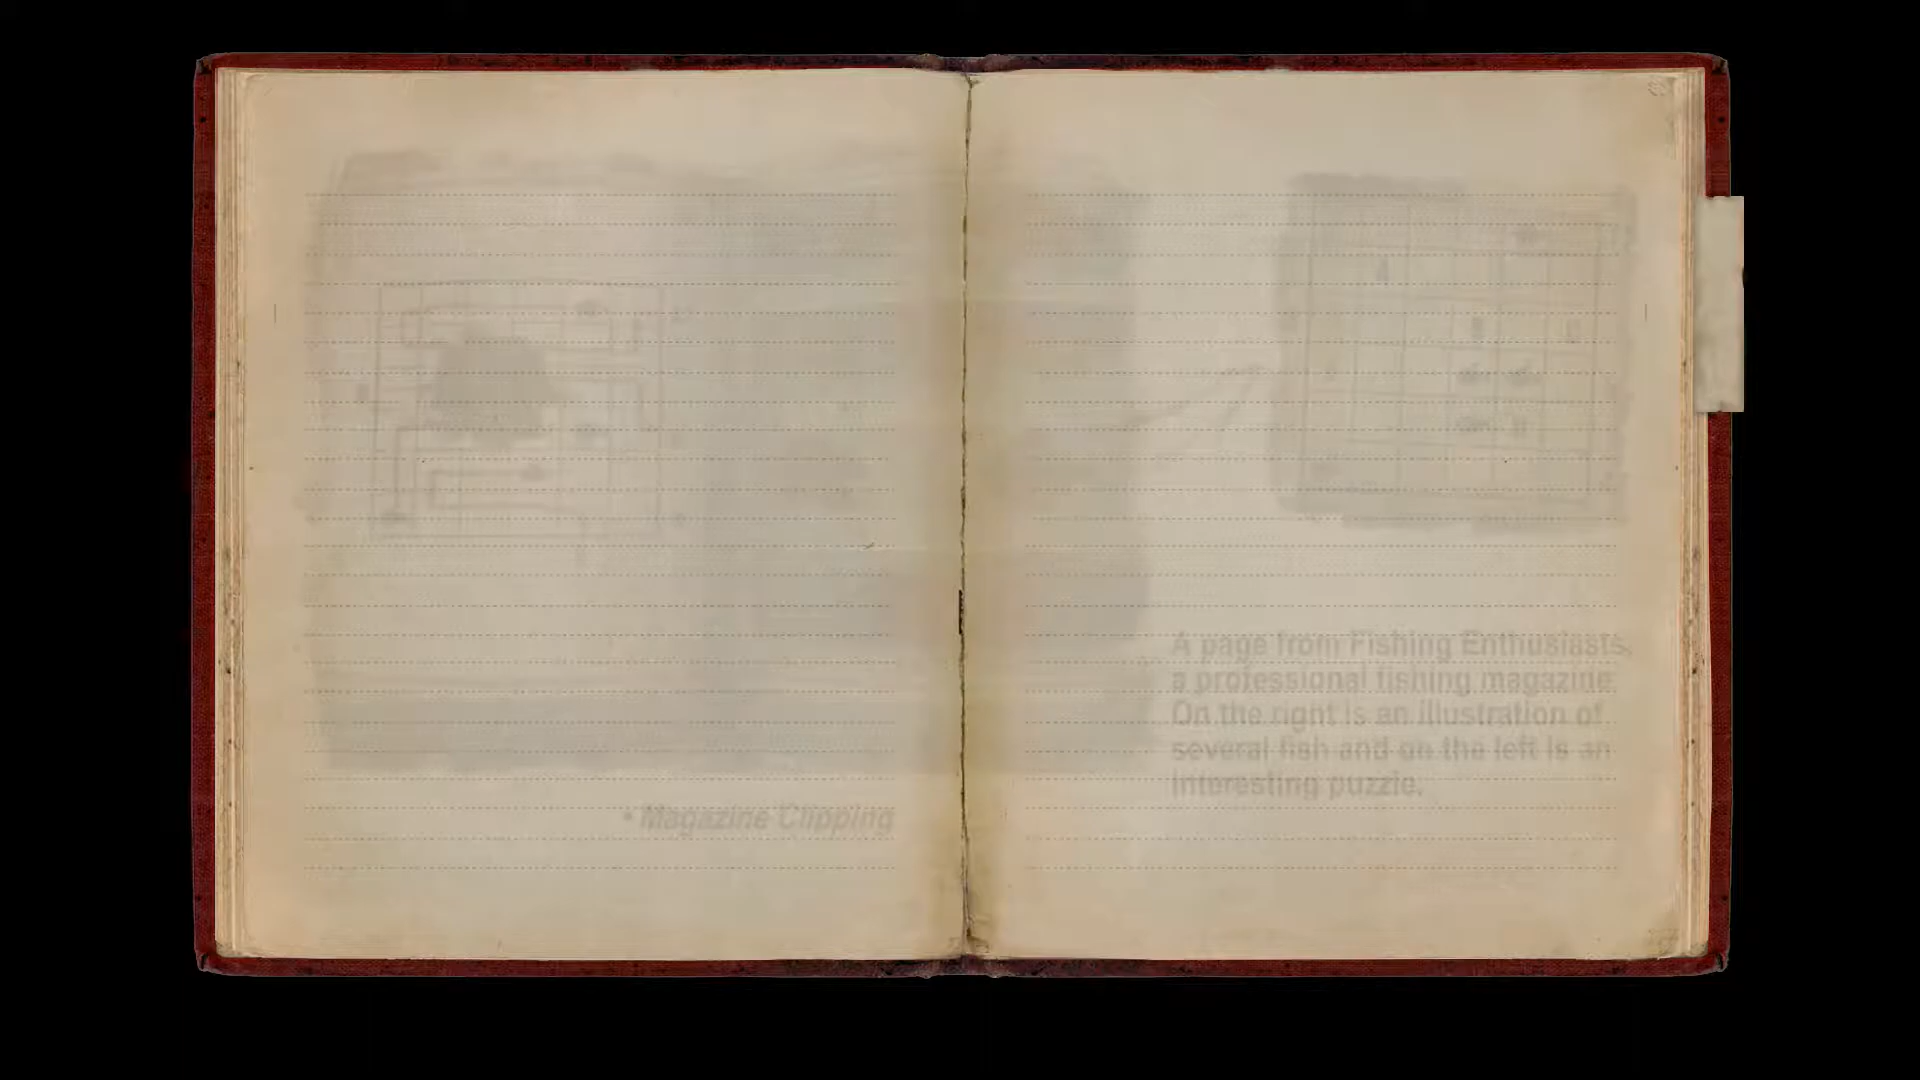 • Magazine Clipping
A page from Fishing Enthusiasts,
a professional fishing magazine.
On the right is an illustration of
several fish and on the left is an
interesting puzzle.